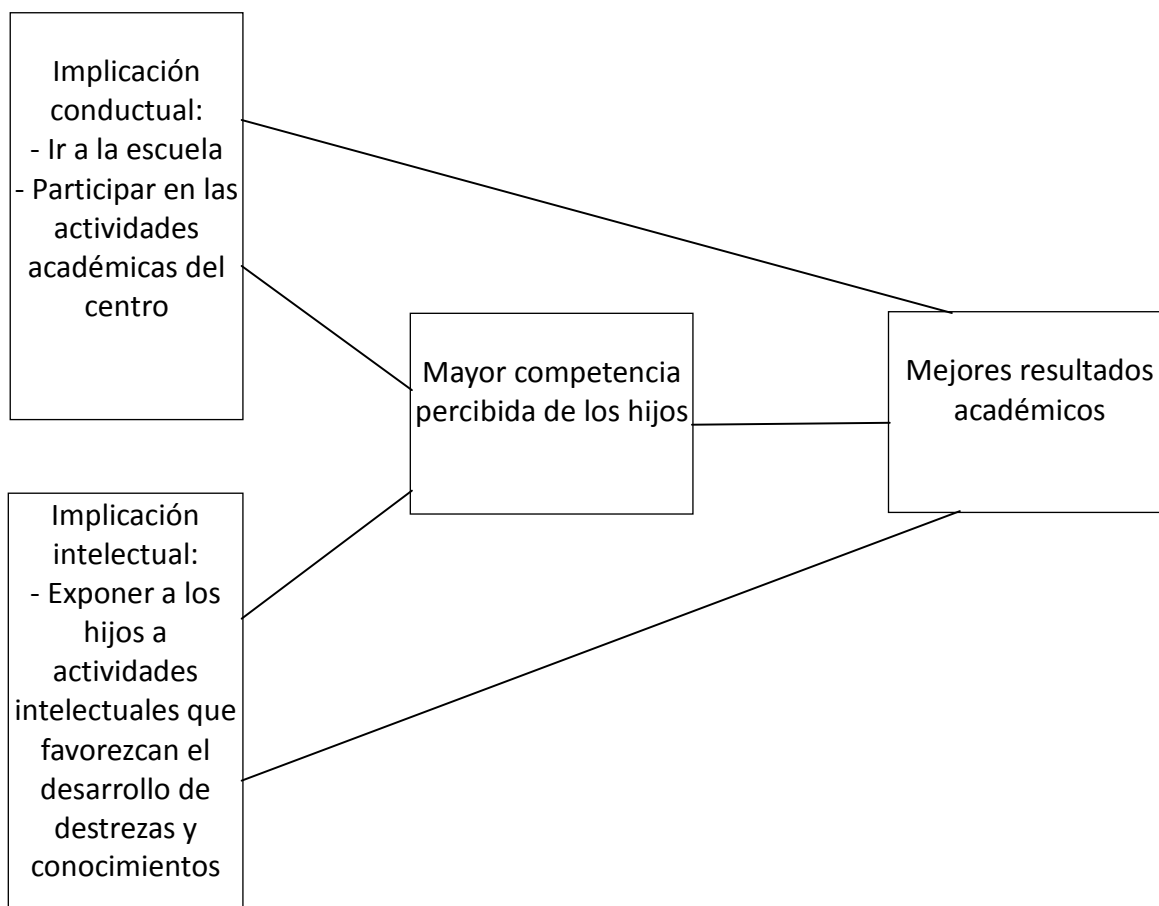 Implicación
conductual:
- Ir a la escuela
- Participar en las
actividades
académicas del
centro
Mayor competencia
percibida de los hijos
Mejores resultados
académicos
Implicación
intelectual:
- Exponer a los
hijos a
actividades
intelectuales que
favorezcan el
desarrollo de
destrezas y
conocimientos